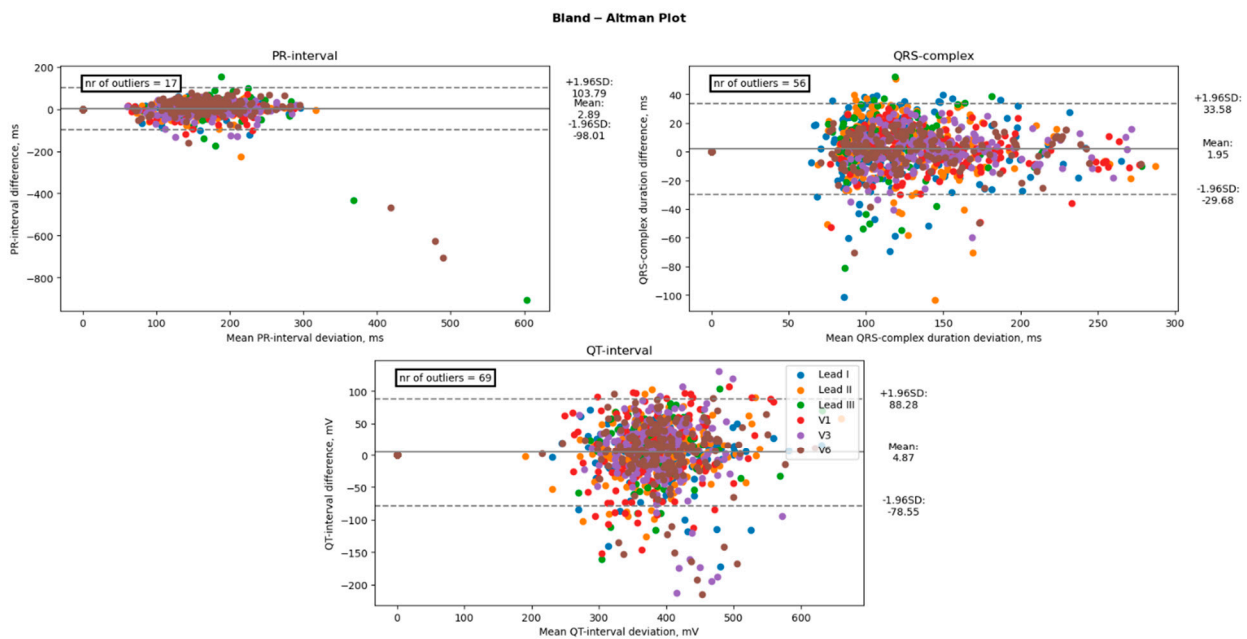 Bland – Altman Plot
PR-interval
nr of outliers = 17
200
0
−200
−400
−600
−800
PR-interval difference, ms
0
100
200
300
400
500
600
Mean PR-interval deviation, ms
+1.96SD:
103.79
Mean:
2.89
-1.96SD:
-98.01
QRS-complex
nr of outliers = 56
40
20
0
−20
−40
−60
−80
−100
QRS-complex duration difference, ms
0
50
100
150
200
250
300
Mean QRS-complex duration deviation, ms
+1.96SD:
33.58
Mean:
1.95
-1.96SD:
-29.68
QT-interval
nr of outliers = 69
100
50
0
−50
−100
−150
−200
QT-interval difference, mV
0
100
200
300
400
500
600
Mean QT-interval deviation, mV
Lead I
Lead II
Lead III
V1
V3
V6
+1.96SD:
88.28
Mean:
4.87
-1.96SD:
-78.55